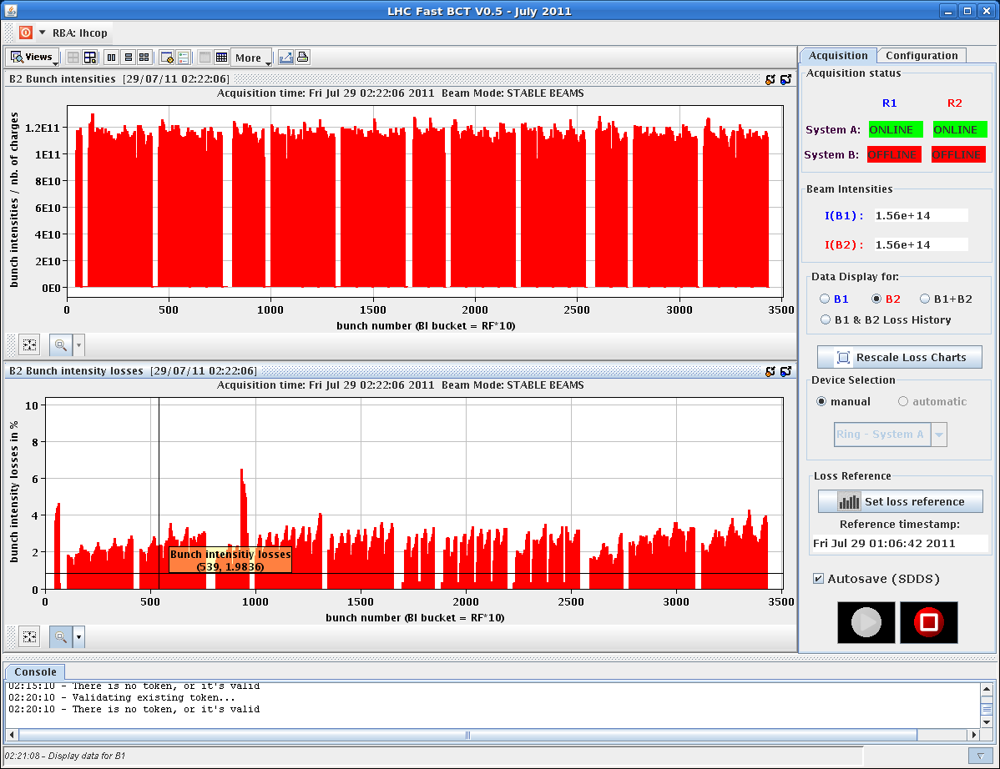 LHC Fast BCT V0.5 - July 2011
RBA: lhcop
Views
More
B2 Bunch intensities [29/07/11 02:22:06]
Acquisition time: Fri Jul 29 02:22:06 2011 Beam Mode: STABLE BEAMS
bunch intensities / nb. of charges
1.2E11
1E11
8E10
6E10
4E10
2E10
0E0
0 500 1000 1500 2000 2500 3000 3500
bunch number (BI bucket = RF*10)
B2 Bunch intensity losses [29/07/11 02:22:06]
Acquisition time: Fri Jul 29 02:22:06 2011 Beam Mode: STABLE BEAMS
bunch intensity losses in %
10
8
6
4
2
0
Bunch intensitiy losses
(539, 1.9836)
0 500 1000 1500 2000 2500 3000 3500
bunch number (BI bucket = RF*10)
Acquisition Configuration
Acquisition status
R1 R2
System A: ONLINE ONLINE
System B: OFFLINE OFFLINE
Beam Intensities
I(B1) : 1.56e+14
I(B2) : 1.56e+14
Data Display for:
B1 B2 B1+B2
B1 & B2 Loss History
Rescale Loss Charts
Device Selection
manual automatic
Ring - System A
Loss Reference
Set loss reference
Reference timestamp:
Fri Jul 29 01:06:42 2011
Autosave (SDDS)
Console
02:15:10 - There is no token, or it's valid
02:20:10 - Validating existing token...
02:20:10 - There is no token, or it's valid
02:21:08 - Display data for B1